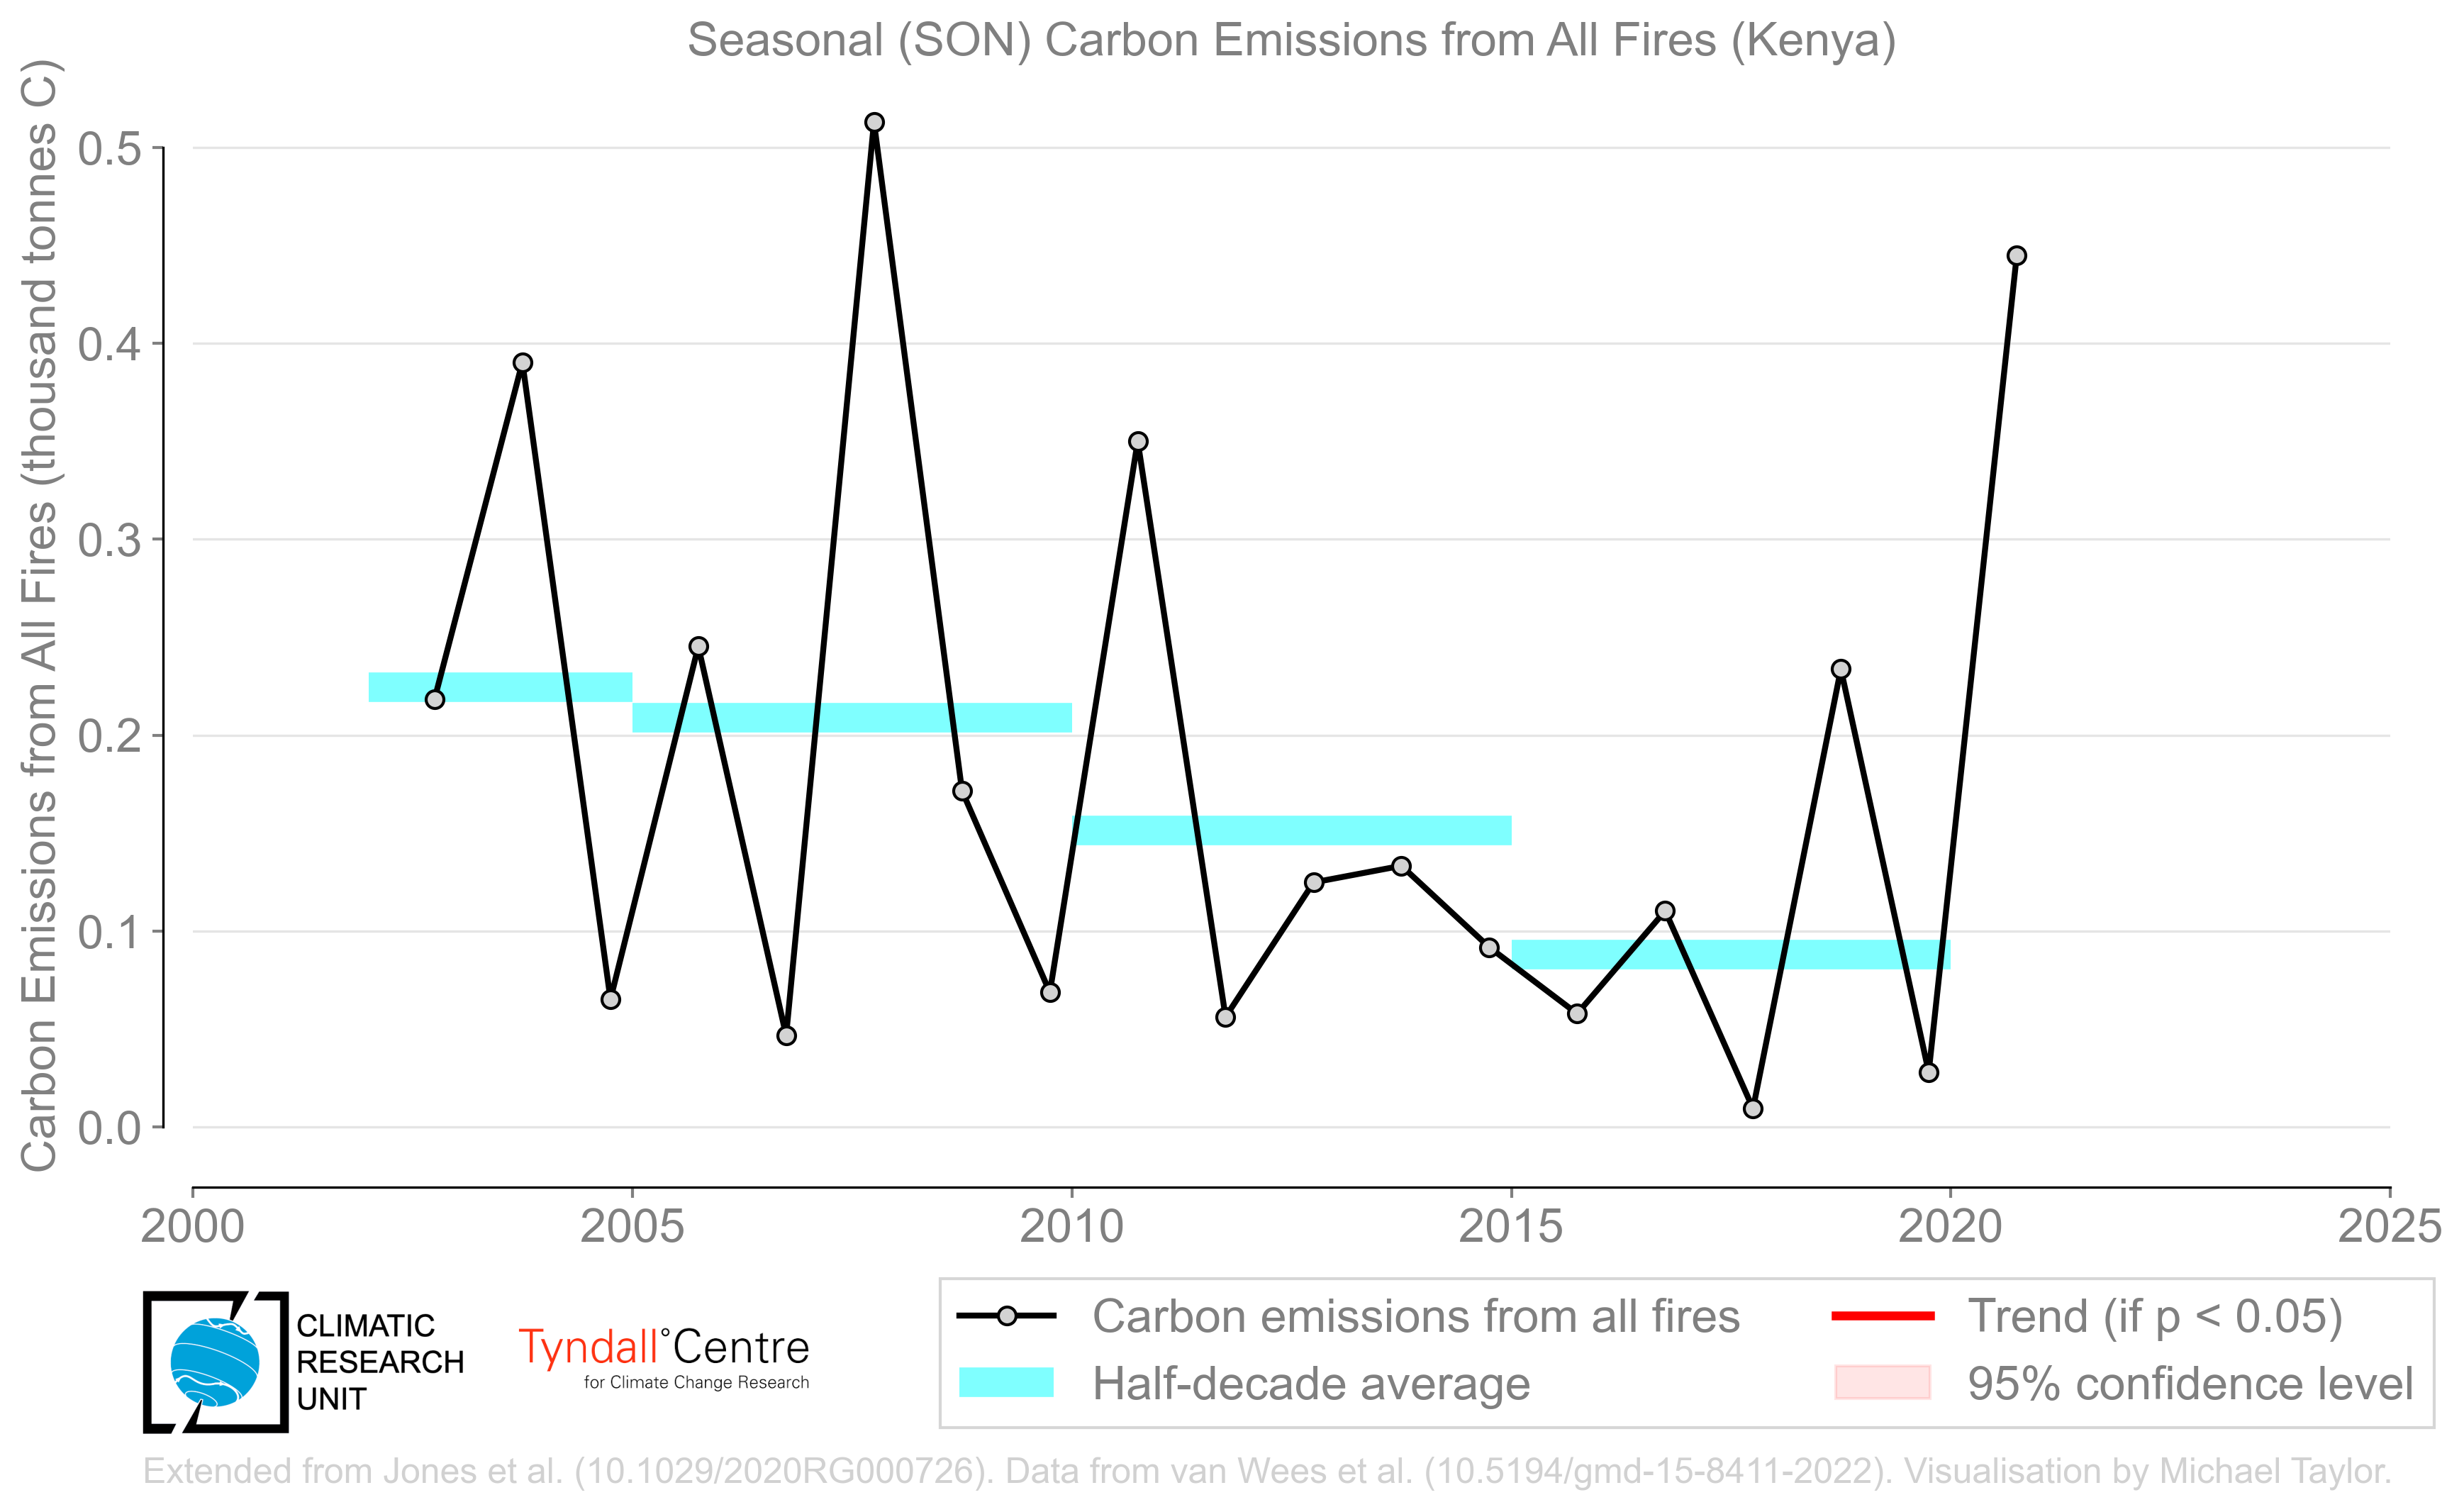 Seasonal (SON) Carbon Emissions from All Fires (Kenya)
Carbon Emissions from All Fires (thousand tonnes C)
0.5
0.4
0.3
0.2
0.1
0.0
2000 2005 2010 2015 2020 2025
CLIMATIC
RESEARCH
UNIT
Tyndall°Centre
for Climate Change Research
Carbon emissions from all fires
Half-decade average
Trend (if p < 0.05)
95% confidence level
Extended from Jones et al. (10.1029/2020RG000726). Data from van Wees et al. (10.5194/gmd-15-8411-2022). Visualisation by Michael Taylor.